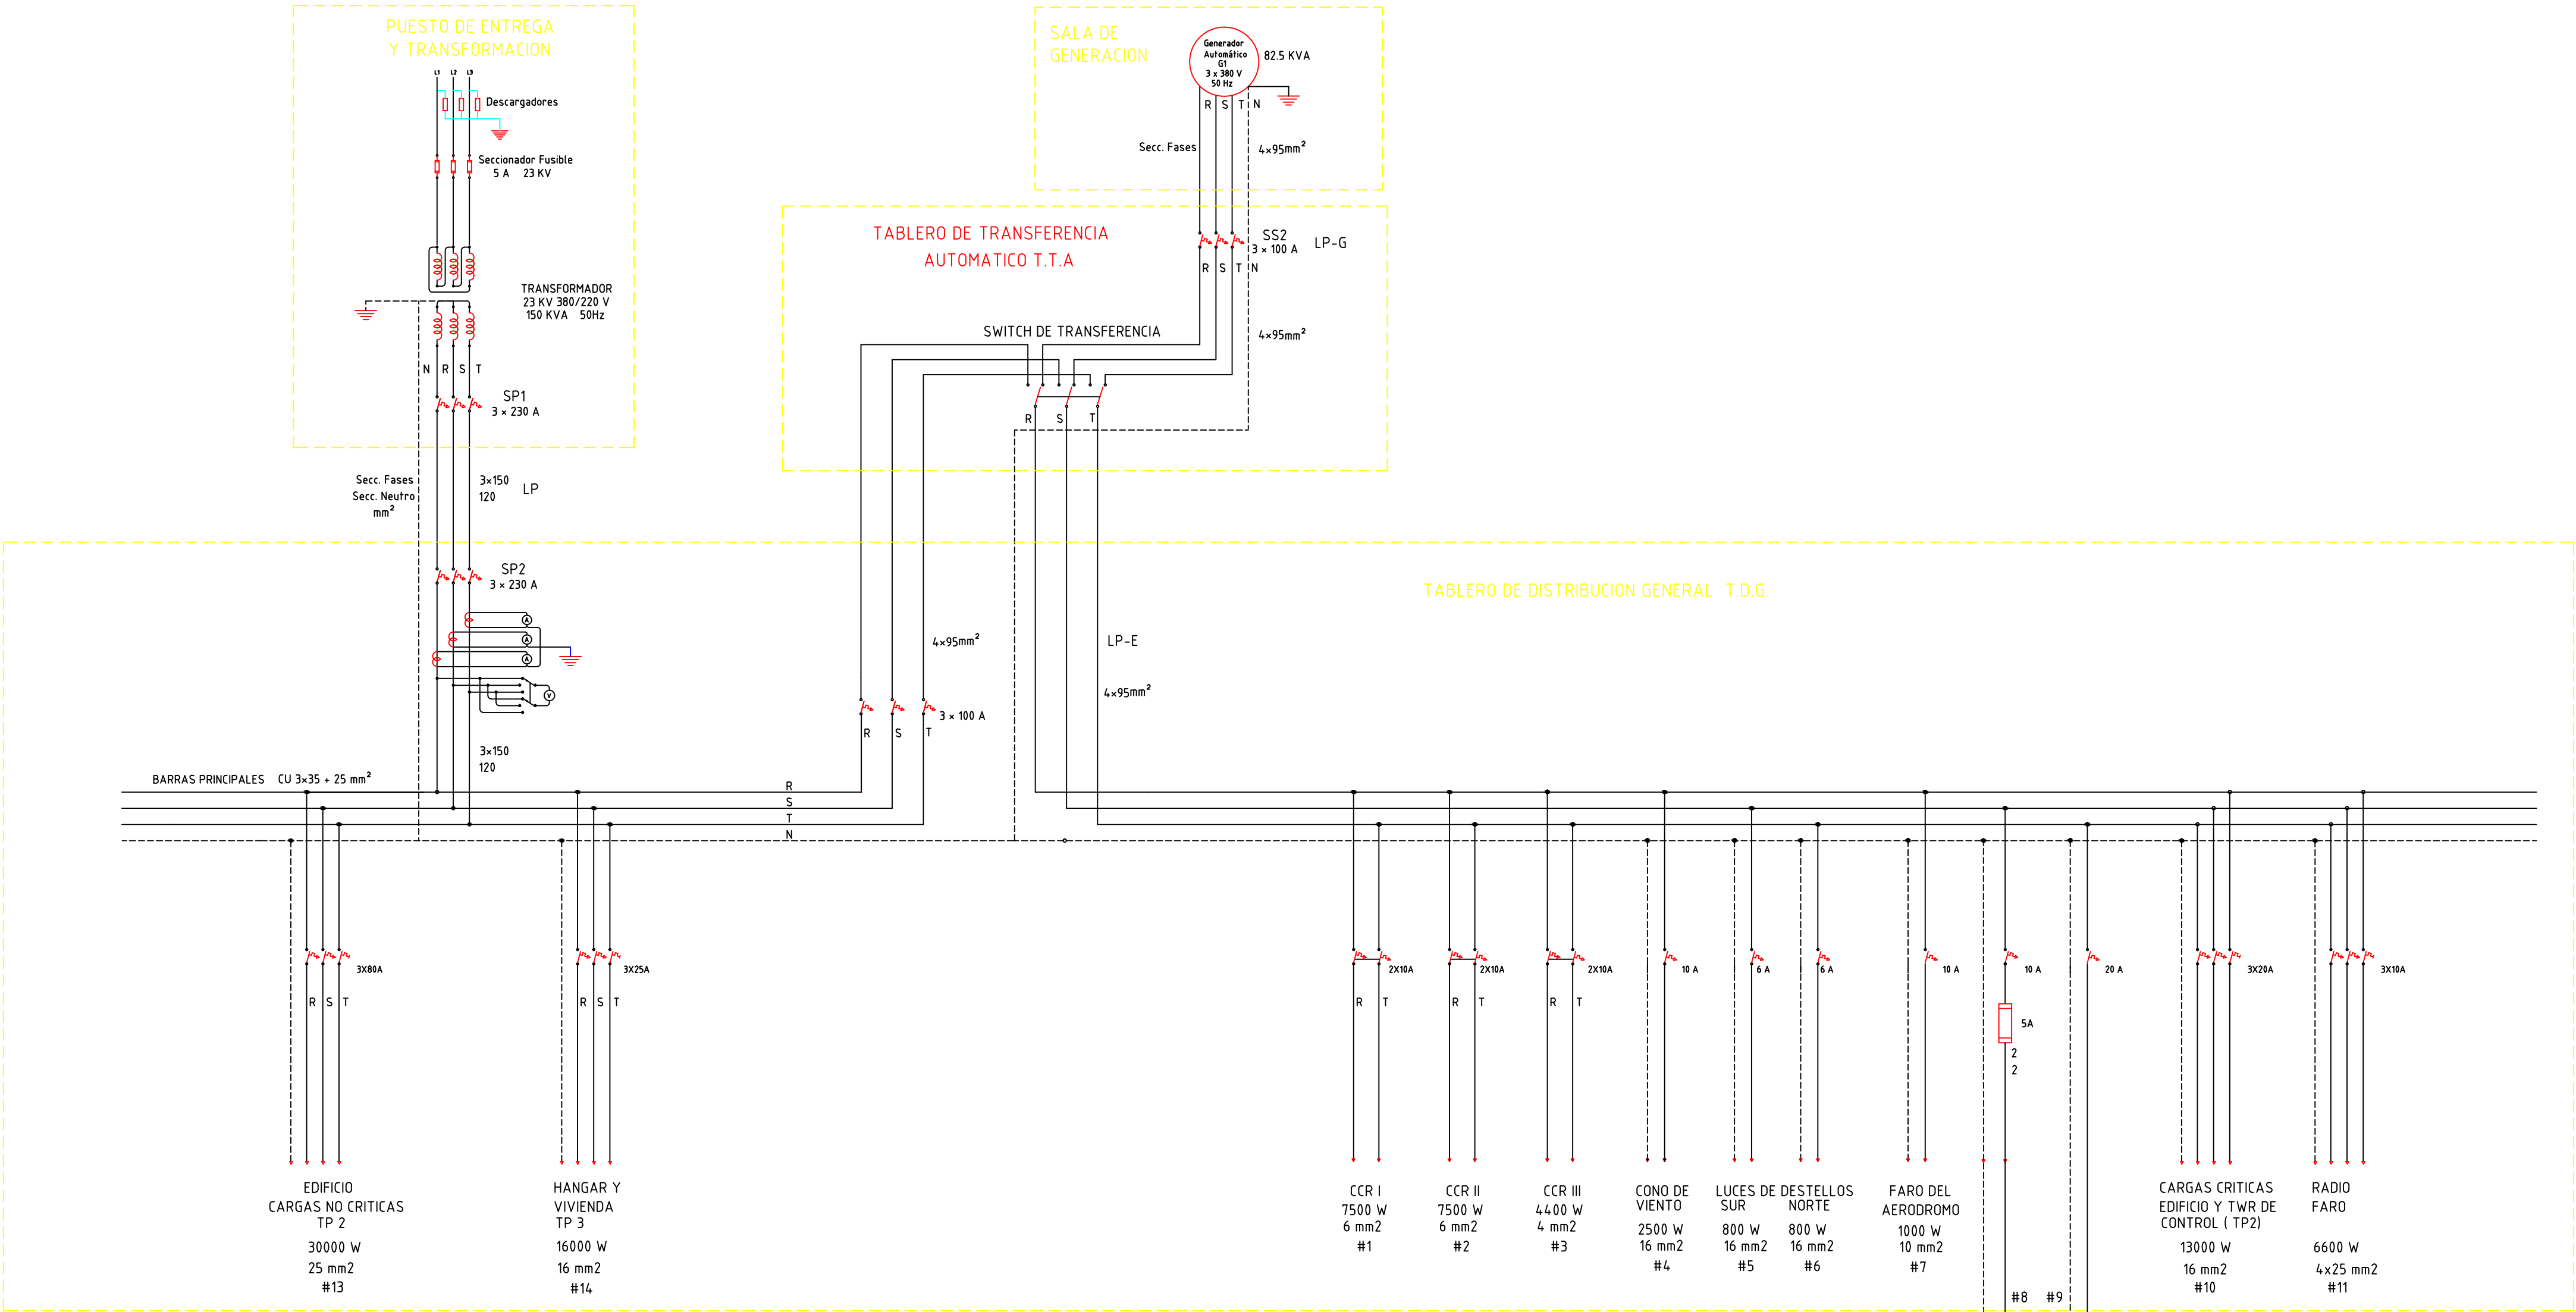 PUESTO DE ENTREGA
Y TRANSFORMACION
L1 L2 L3
Descargadores
Seccionador Fusible
5 A 23 KV
TRANSFORMADOR
23 KV 380/220 V
150 KVA 50Hz
N R S T
SP1
3 x 230 A
Secc. Fases
Secc. Neutro
mm²
3x150
120
LP
SALA DE
GENERACION
Generador
Automático
G1
3 x 380 V
50 Hz
82.5 KVA
R S T N
Secc. Fases
4x95mm²
TABLERO DE TRANSFERENCIA
AUTOMATICO T.T.A
SS2
3 x 100 A
LP-G
R S T N
SWITCH DE TRANSFERENCIA
4x95mm²
R S T
TABLERO DE DISTRIBUCION GENERAL T.D.G.
SP2
3 x 230 A
A
A
A
V
3x150
120
4x95mm²
LP-E
4x95mm²
3 x 100 A
R S T
BARRAS PRINCIPALES CU 3x35 + 25 mm²
R
S
T
N
3X80A
R S T
3X25A
R S T
2X10A
R T
2X10A
R T
2X10A
R T
10 A
6 A
6 A
10 A
10 A
5A
2
2
20 A
3X20A
3X10A
EDIFICIO
CARGAS NO CRITICAS
TP 2
30000 W
25 mm2
#13
HANGAR Y
VIVIENDA
TP 3
16000 W
16 mm2
#14
CCR I
7500 W
6 mm2
#1
CCR II
7500 W
6 mm2
#2
CCR III
4400 W
4 mm2
#3
CONO DE
VIENTO
2500 W
16 mm2
#4
LUCES DE DESTELLOS
SUR NORTE
800 W 800 W
16 mm2 16 mm2
#5 #6
FARO DEL
AERODROMO
1000 W
10 mm2
#7
#8 #9
CARGAS CRITICAS
EDIFICIO Y TWR DE
CONTROL ( TP2)
13000 W
16 mm2
#10
RADIO
FARO
6600 W
4x25 mm2
#11